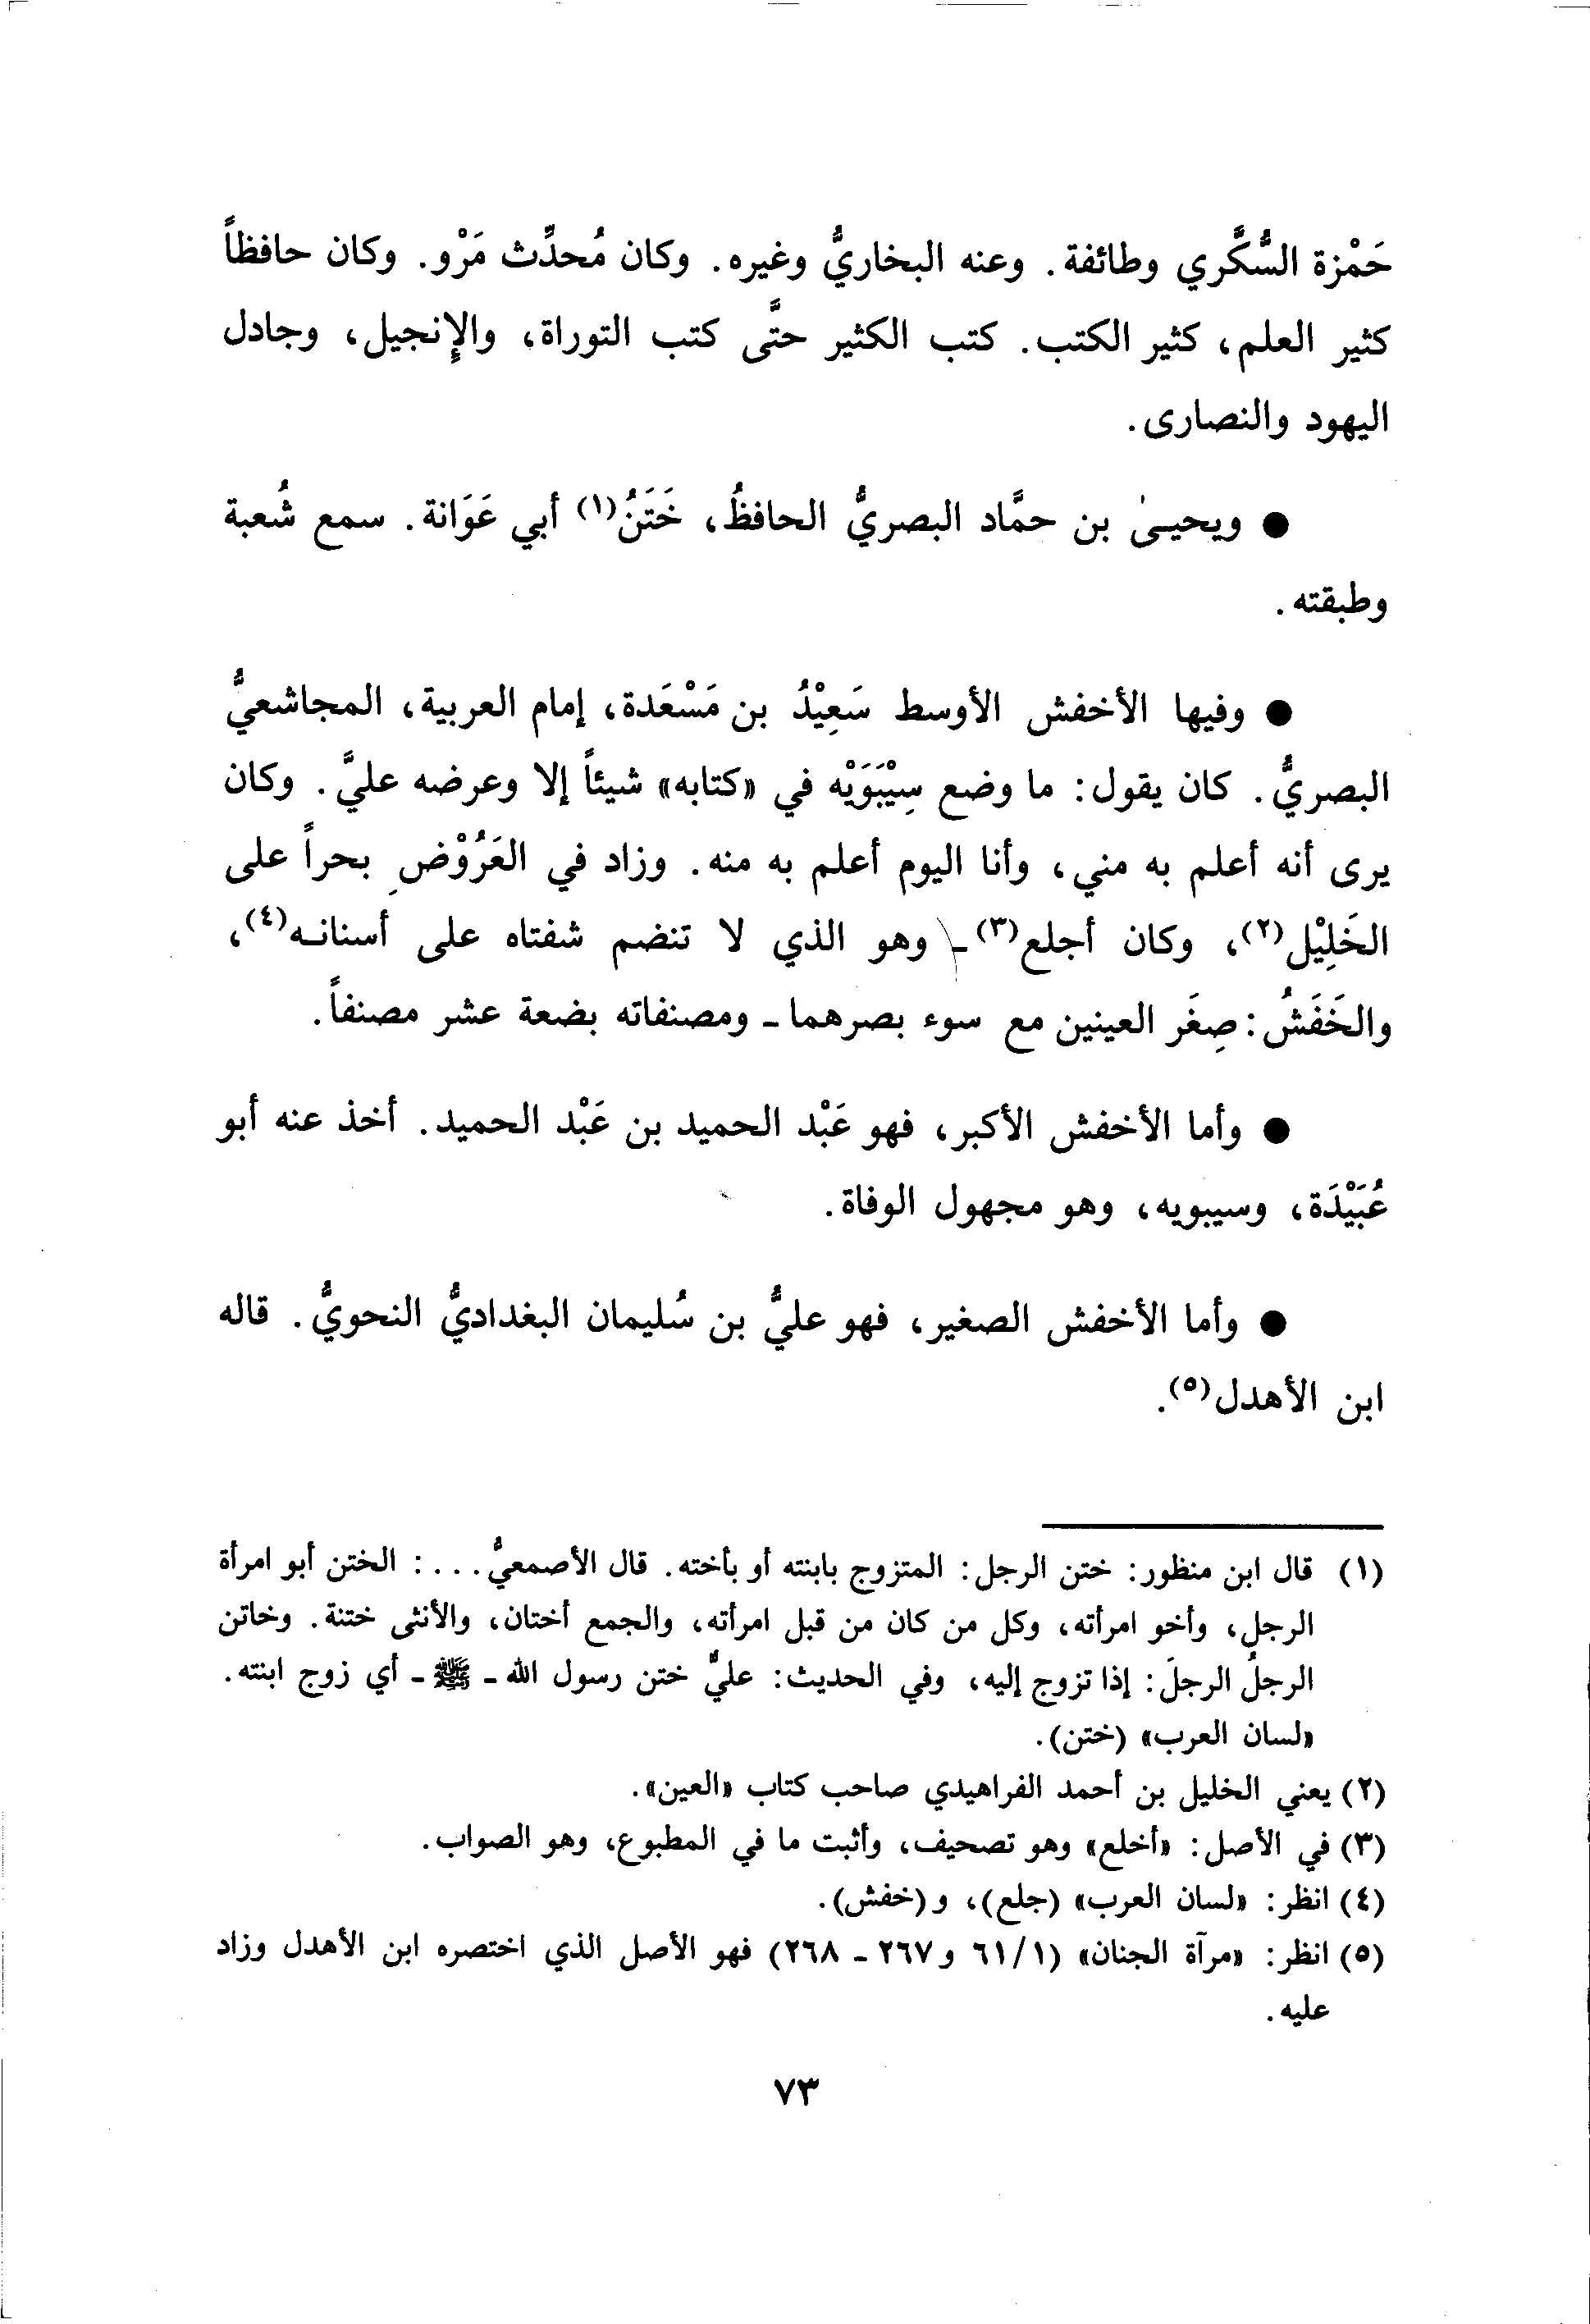 حَمْزة السُّكَّري وطائفة. وعنه البخاريُّ وغيره. وكان مُحدِّث مَرْو. وكان حافظاً
كثير العلم، كثير الكتب. كتب الكثير حتَّى كتب التوراة، والإنجيل، وجادل
اليهود والنصارى.
● ويحيىٰ بن حمَّاد البصريُّ الحافظُ، خَتَنُ(١) أبي عَوَانة. سمع شُعبة
وطبقته.
● وفيها الأخفش الأوسط سَعِيْدُ بن مَسْعَدة، إمام العربية، المجاشعيُّ
البصريُّ. كان يقول: ما وضع سِيْبَوَيْه في «كتابه» شيئاً إلا وعرضه عليَّ. وكان
يرى أنه أعلم به مني، وأنا اليوم أعلم به منه. وزاد في العَرُوْضِ بحراً على
الخَلِيْل(٢)، وكان أجلع(٣) - وهو الذي لا تنضم شفتاه على أسنانه(٤)،
والخَفَشُ: صِغَر العينين مع سوء بصرهما - ومصنفاته بضعة عشر مصنفاً.
● وأما الأخفش الأكبر، فهو عَبْد الحميد بن عَبْد الحميد. أخذ عنه أبو
عُبَيْدَة، وسيبويه، وهو مجهول الوفاة.
● وأما الأخفش الصغير، فهو عليُّ بن سُليمان البغداديُّ النحويُّ. قاله
ابن الأهدل(٥).
(١) قال ابن منظور: ختن الرجل: المتزوج بابنته أو بأخته. قال الأصمعيُّ...: الختن أبو امرأة
الرجل، وأخو امرأته، وكل من كان من قبل امرأته، والجمع أختان، والأنثى ختنة. وخاتن
الرجلُ الرجلَ: إذا تزوج إليه، وفي الحديث: عليٌّ ختن رسول الله - ﷺ - أي زوج ابنته.
«لسان العرب» (ختن).
(٢) يعني الخليل بن أحمد الفراهيدي صاحب كتاب «العين».
(٣) في الأصل: «أخلع» وهو تصحيف، وأثبت ما في المطبوع، وهو الصواب.
(٤) انظر: «لسان العرب» (جلع)، و(خفش).
(٥) انظر: «مرآة الجنان» (١/ ٦١ و٢٦٧ - ٢٦٨) فهو الأصل الذي اختصره ابن الأهدل وزاد
عليه.
٧٣